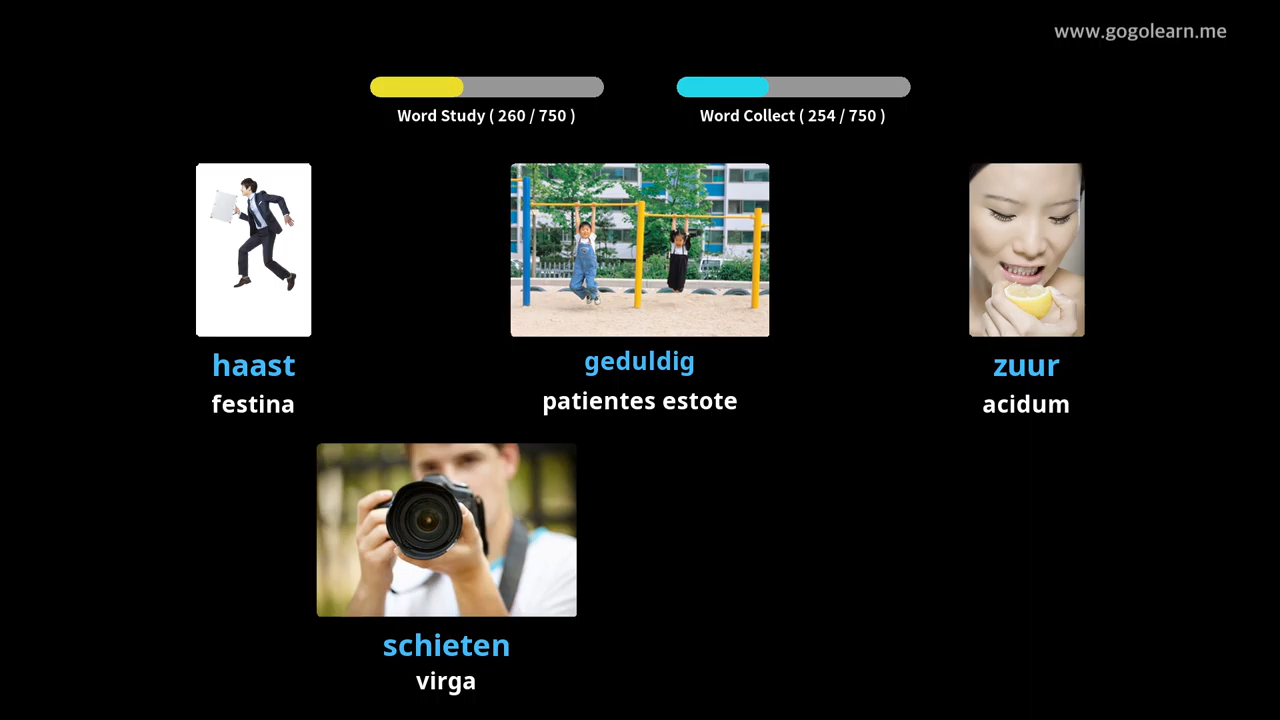 www.gogolearn.me
Word Study ( 260 / 750 )
Word Collect ( 254 / 750 )
haast
festina
geduldig
patientes estote
zuur
acidum
schieten
virga